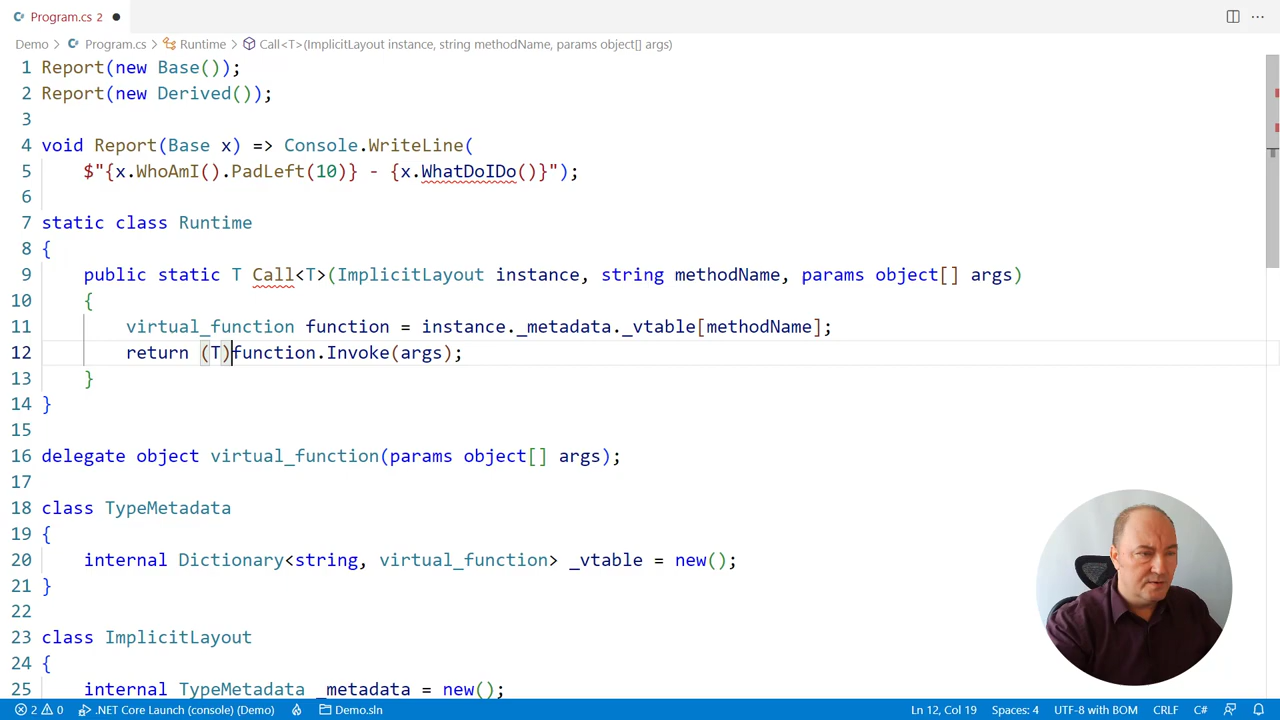 Program.cs 2
Demo > Program.cs > Runtime > Call<T>(ImplicitLayout instance, string methodName, params object[] args)
1 Report(new Base());
2 Report(new Derived());
3
4 void Report(Base x) => Console.WriteLine(
5 $"{x.WhoAmI().PadLeft(10)} - {x.WhatDoIDo()}");
6
7 static class Runtime
8 {
9 public static T Call<T>(ImplicitLayout instance, string methodName, params object[] args)
10 {
11 virtual_function function = instance._metadata._vtable[methodName];
12 return (T)function.Invoke(args);
13 }
14 }
15
16 delegate object virtual_function(params object[] args);
17
18 class TypeMetadata
19 {
20 internal Dictionary<string, virtual_function> _vtable = new();
21 }
22
23 class ImplicitLayout
24 {
25 internal TypeMetadata _metadata = new();
2 0 .NET Core Launch (console) (Demo) Demo.sln Ln 12, Col 19 Spaces: 4 UTF-8 with BOM CRLF C#